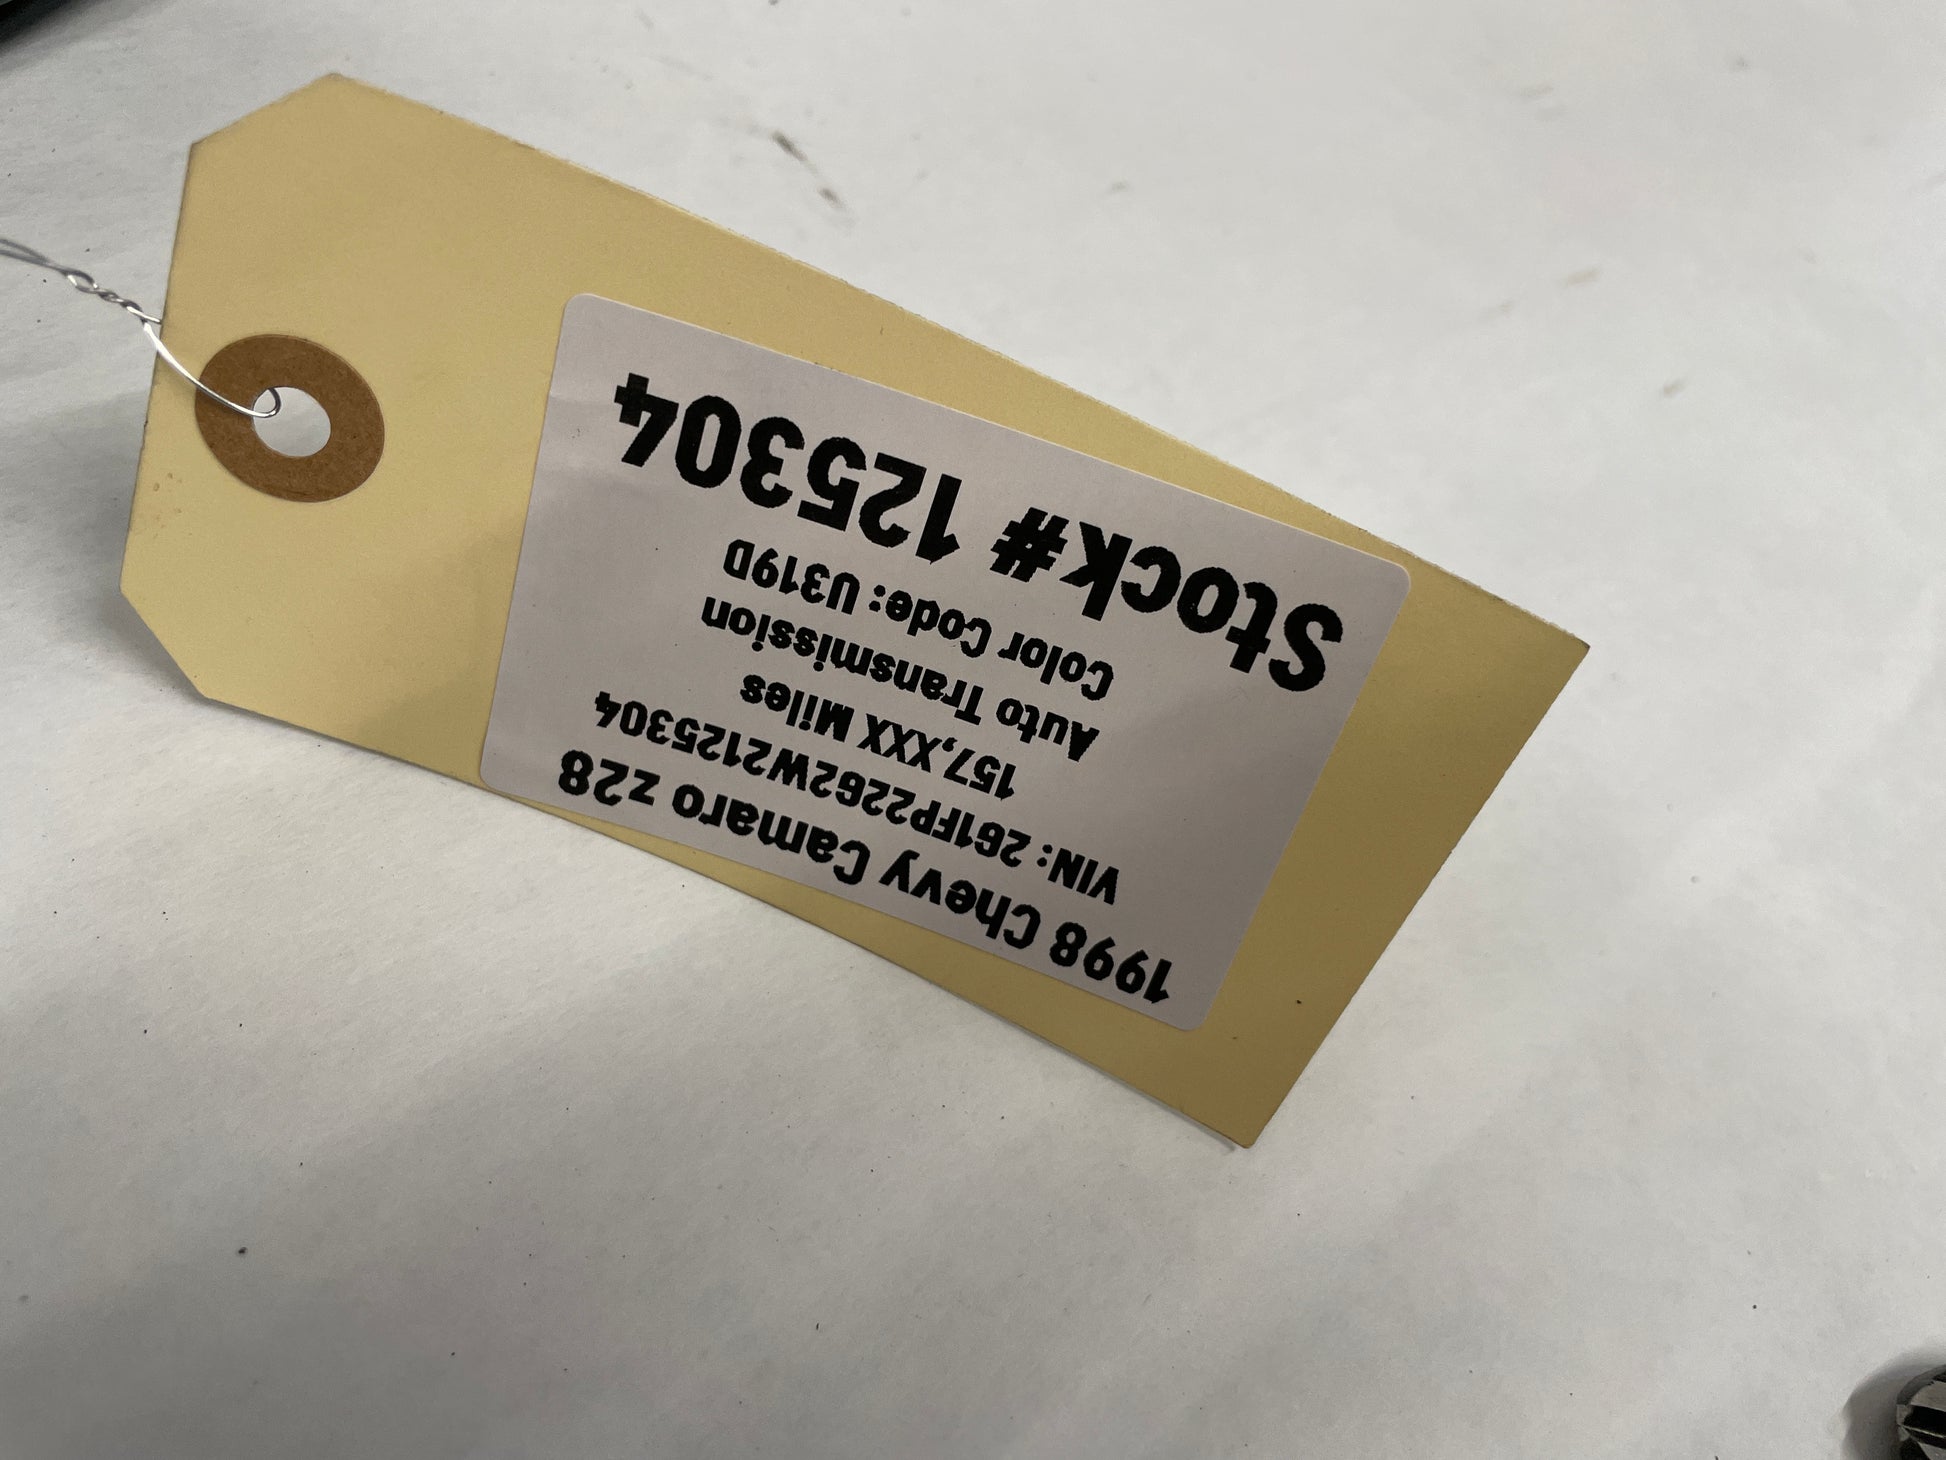 1998 Chevy Camaro z28
VIN: 2G1FP22G2W2125304
157,XXX Miles
Auto Transmission
Color Code: U319D
Stock# 125304